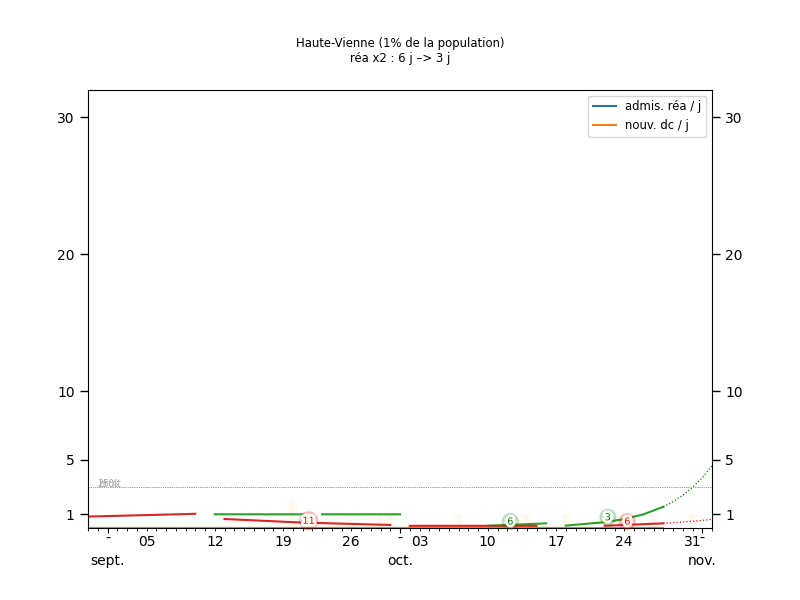 Haute-Vienne (1% de la population)
réa x2 : 6 j –> 3 j
admis. réa / j
nouv. dc / j
30 30
20 20
10 10
5 5
1 1
11 6 3 6
- 05 12 19 26 - 03 10 17 24 31-
sept. oct. nov.